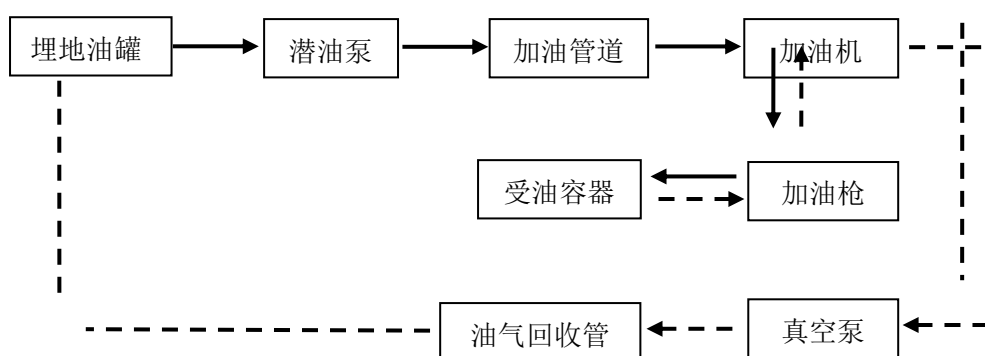 埋地油罐
潜油泵
加油管道
加油机
受油容器
加油枪
油气回收管
真空泵